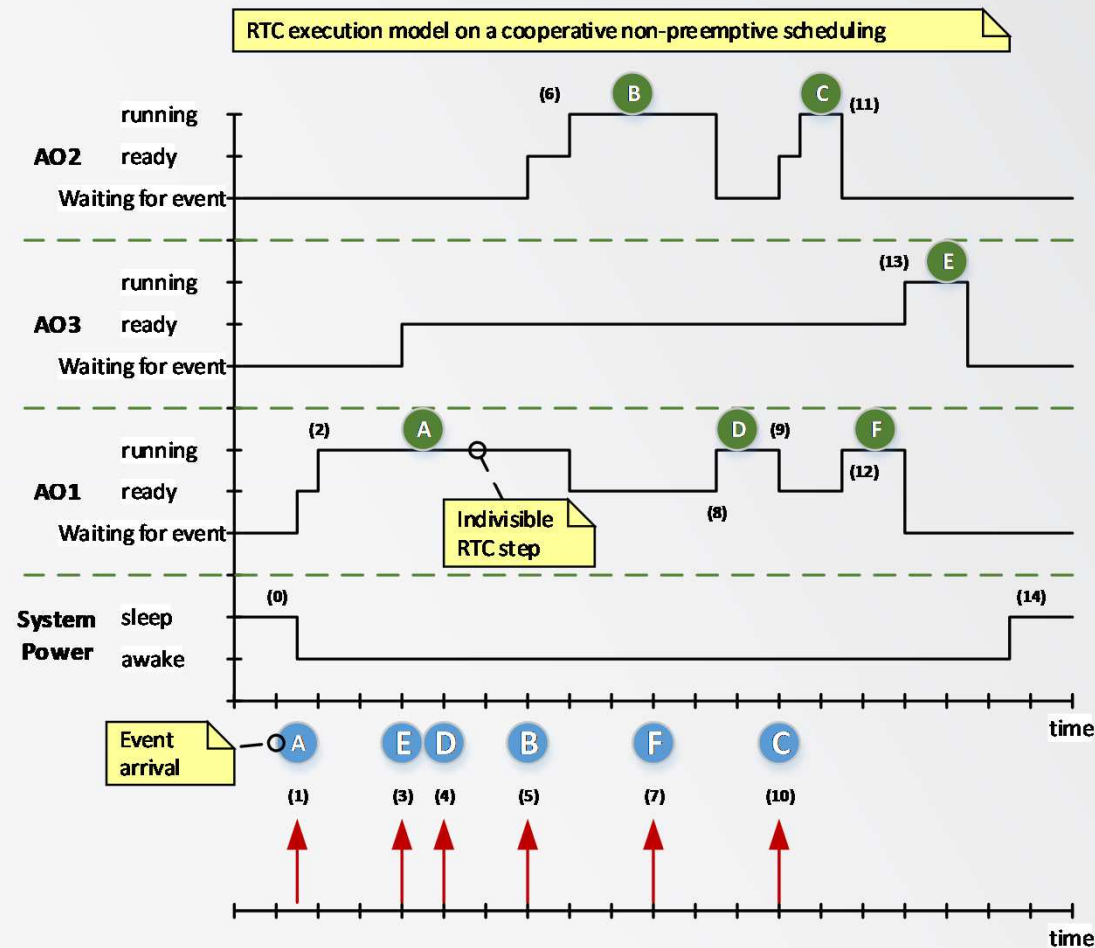 RTC execution model on a cooperative non-preemptive scheduling
(6) B C (11)
running
AO2 ready
Waiting for event
(13) E
running
AO3 ready
Waiting for event
(2) A D (9) F
running
(12)
AO1 ready
Indivisible
RTC step
(8)
Waiting for event
(0) (14)
System Power
sleep
awake
time
Event
arrival
A E D B F C
(1) (3) (4) (5) (7) (10)
time